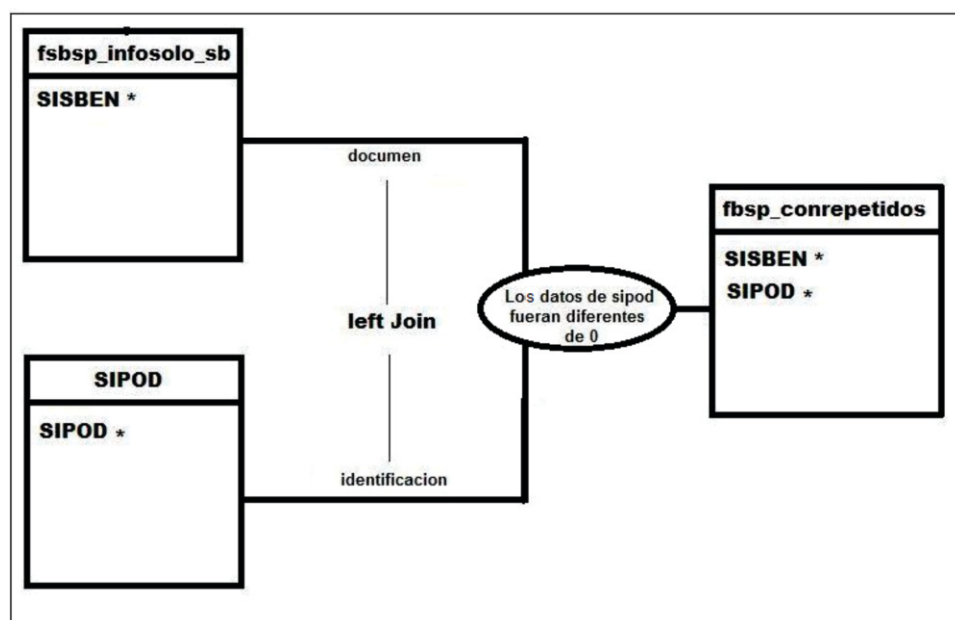 fsbsp_infosolo_sb
SISBEN *
documen
left Join
SIPOD
SIPOD *
identificacion
Los datos de sipod
fueran diferentes
de 0
fbsp_conrepetidos
SISBEN *
SIPOD *